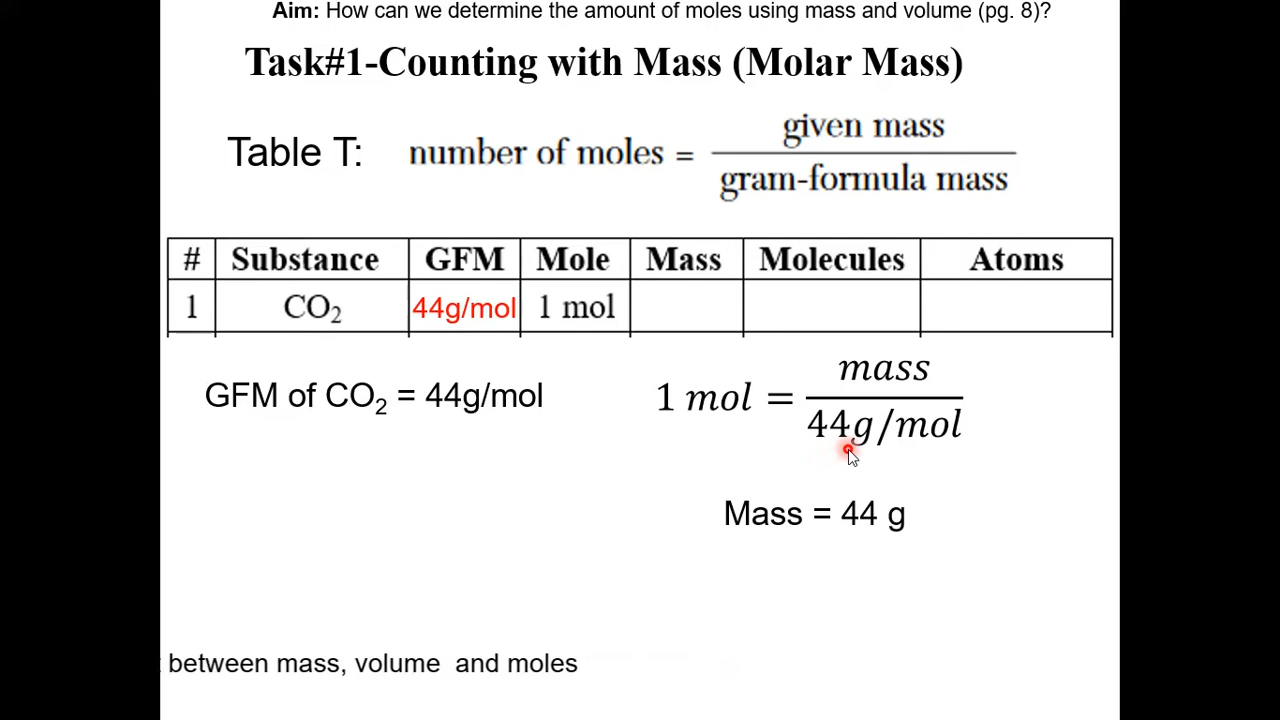 Aim: How can we determine the amount of moles using mass and volume (pg. 8)?
Task#1-Counting with Mass (Molar Mass)
Table T: number of moles = given mass / gram-formula mass
# Substance GFM Mole Mass Molecules Atoms
1 CO₂ 44g/mol 1 mol
GFM of CO₂ = 44g/mol
1 mol = mass / 44g/mol
Mass = 44 g
between mass, volume and moles